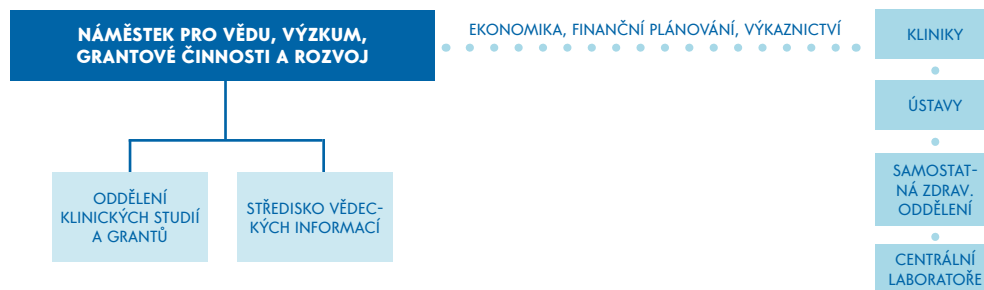 NÁMĚSTEK PRO VĚDU, VÝZKUM,
GRANTOVÉ ČINNOSTI A ROZVOJ
EKONOMIKA, FINANČNÍ PLÁNOVÁNÍ, VÝKAZNICTVÍ
KLINIKY
ÚSTAVY
SAMOSTAT-
NÁ ZDRAV.
ODDĚLENÍ
CENTRÁLNÍ
LABORATOŘE
ODDĚLENÍ
KLINICKÝCH STUDIÍ
A GRANTŮ
STŘEDISKO VĚDEC-
KÝCH INFORMACÍ